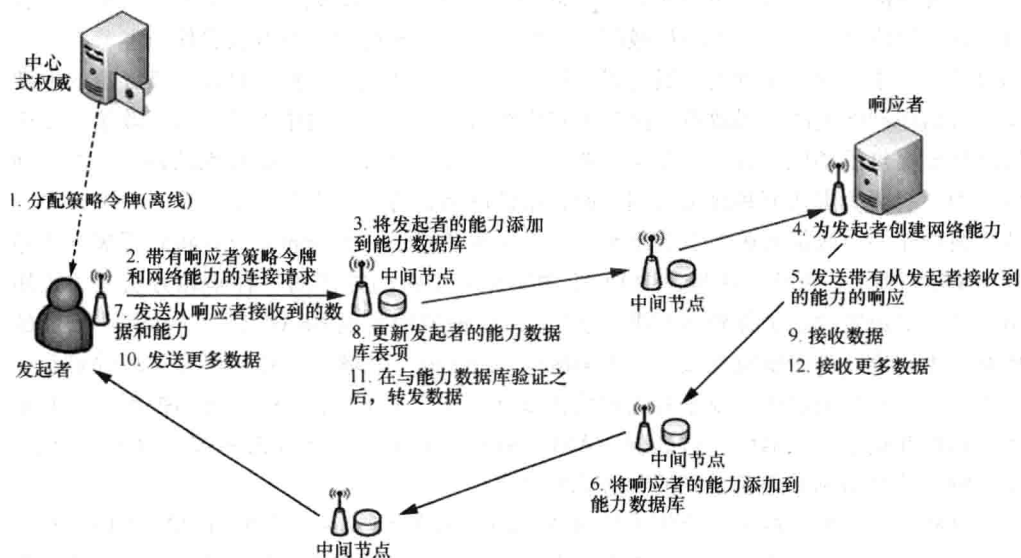 中心
式权威
响应者
1. 分配策略令牌(离线)
2. 带有响应者策略令牌
和网络能力的连接请求
3. 将发起者的能力添加
到能力数据库
中间节点
中间节点
4. 为发起者创建网络能力
5. 发送带有从发起者接收到
的能力的响应
7. 发送从响应者接收到的数
据和能力
8. 更新发起者的能力数据
库表项
9. 接收数据
10. 发送更多数据
发起者
11. 在与能力数据库验证之
后，转发数据
12. 接收更多数据
中间节点
6. 将响应者的能力添加到
能力数据库
中间节点